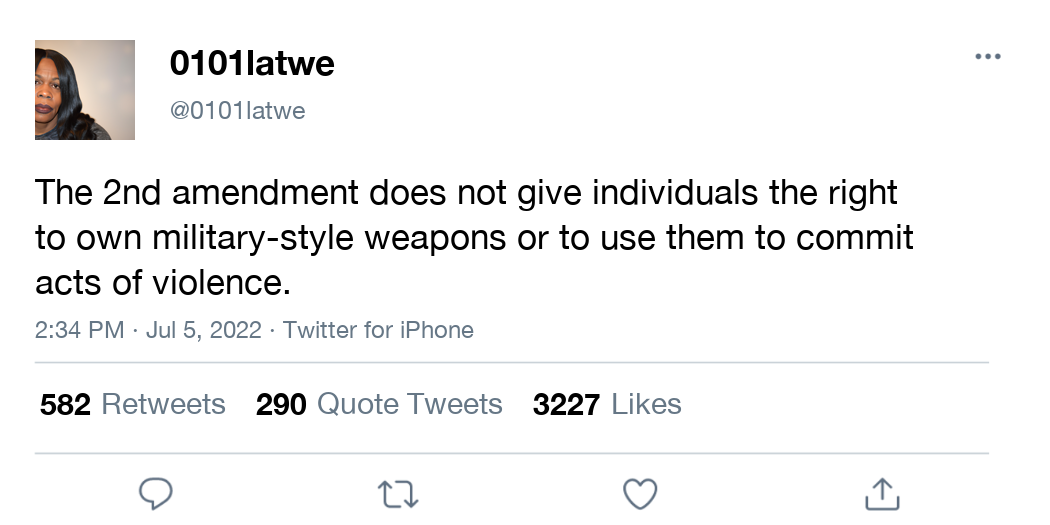 0101latwe
@0101latwe
The 2nd amendment does not give individuals the right
to own military-style weapons or to use them to commit
acts of violence.
2:34 PM · Jul 5, 2022 · Twitter for iPhone
582 Retweets 290 Quote Tweets 3227 Likes